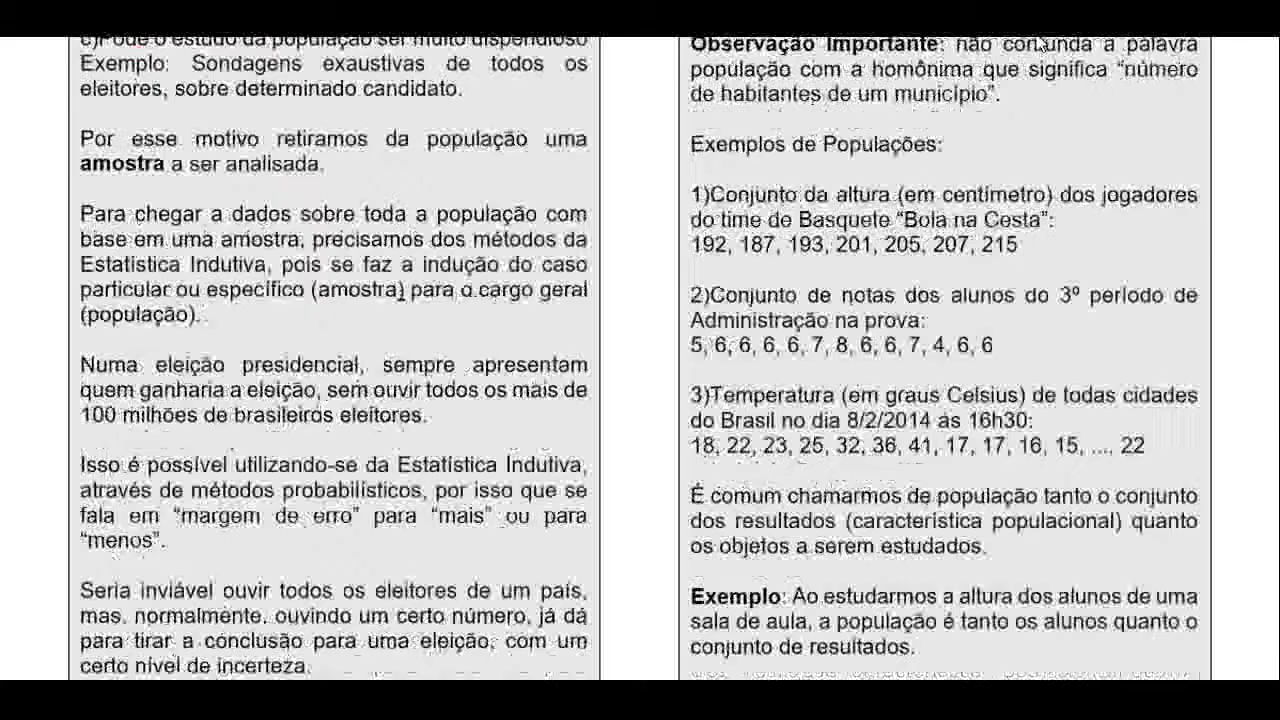 c)Pode o estudo da população ser muito dispendioso
Exemplo: Sondagens exaustivas de todos os
eleitores, sobre determinado candidato.
Por esse motivo retiramos da população uma
amostra a ser analisada.
Para chegar a dados sobre toda a população com
base em uma amostra, precisamos dos métodos da
Estatística Indutiva, pois se faz a indução do caso
particular ou específico (amostra) para o cargo geral
(população).
Numa eleição presidencial, sempre apresentam
quem ganharia a eleição, sem ouvir todos os mais de
100 milhões de brasileiros eleitores.
Isso é possível utilizando-se da Estatística Indutiva,
através de métodos probabilísticos, por isso que se
fala em “margem de erro” para “mais” ou para
“menos”.
Seria inviável ouvir todos os eleitores de um país,
mas, normalmente, ouvindo um certo número, já dá
para tirar a conclusão para uma eleição, com um
certo nível de incerteza.
Observação Importante: não confunda a palavra
população com a homônima que significa “número
de habitantes de um município”.
Exemplos de Populações:
1)Conjunto da altura (em centímetro) dos jogadores
do time de Basquete “Bola na Cesta”:
192, 187, 193, 201, 205, 207, 215
2)Conjunto de notas dos alunos do 3º período de
Administração na prova:
5, 6, 6, 6, 6, 7, 8, 6, 6, 7, 4, 6, 6
3)Temperatura (em graus Celsius) de todas cidades
do Brasil no dia 8/2/2014 as 16h30:
18, 22, 23, 25, 32, 36, 41, 17, 17, 16, 15, .... 22
É comum chamarmos de população tanto o conjunto
dos resultados (característica populacional) quanto
os objetos a serem estudados.
Exemplo: Ao estudarmos a altura dos alunos de uma
sala de aula, a população é tanto os alunos quanto o
conjunto de resultados.